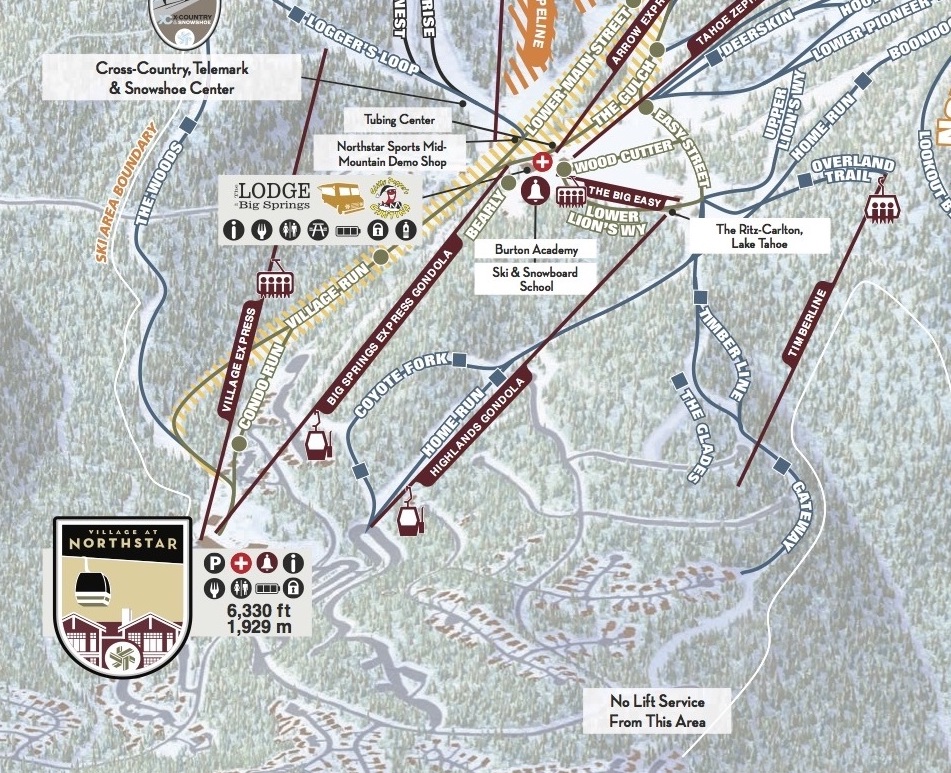 X COUNTRY
& SNOWSHOE
LOGGER'S LOOP
RISE
PELINE
LOWER MAIN STREET
ARROW EXPR
TAHOE ZEPH
DEERSKIN
LOWER PIONEER
BOONDO
Cross-Country, Telemark
& Snowshoe Center
THE GULCH
UPPER
LION'S WY
HOME RUN
Tubing Center
EASY STREET
Northstar Sports Mid-
Mountain Demo Shop
WOOD CUTTER
OVERLAND
TRAIL
SKI AREA BOUNDARY
THE WOODS
The
LODGE
at Big Springs
BEARLY
THE BIG EASY
LOWER
LION'S WY
LOOKOUT
The Ritz-Carlton,
Lake Tahoe
Burton Academy
Ski & Snowboard
School
VILLAGE RUN
BIG SPRINGS EXPRESS GONDOLA
VILLAGE EXPRESS
CONDO RUN
TIMBERLINE
TIMBER LINE
COYOTE FORK
HOME RUN
HIGHLANDS GONDOLA
THE GLADES
GATEWAY
VILLAGE AT
NORTHSTAR
P
6,330 ft
1,929 m
No Lift Service
From This Area